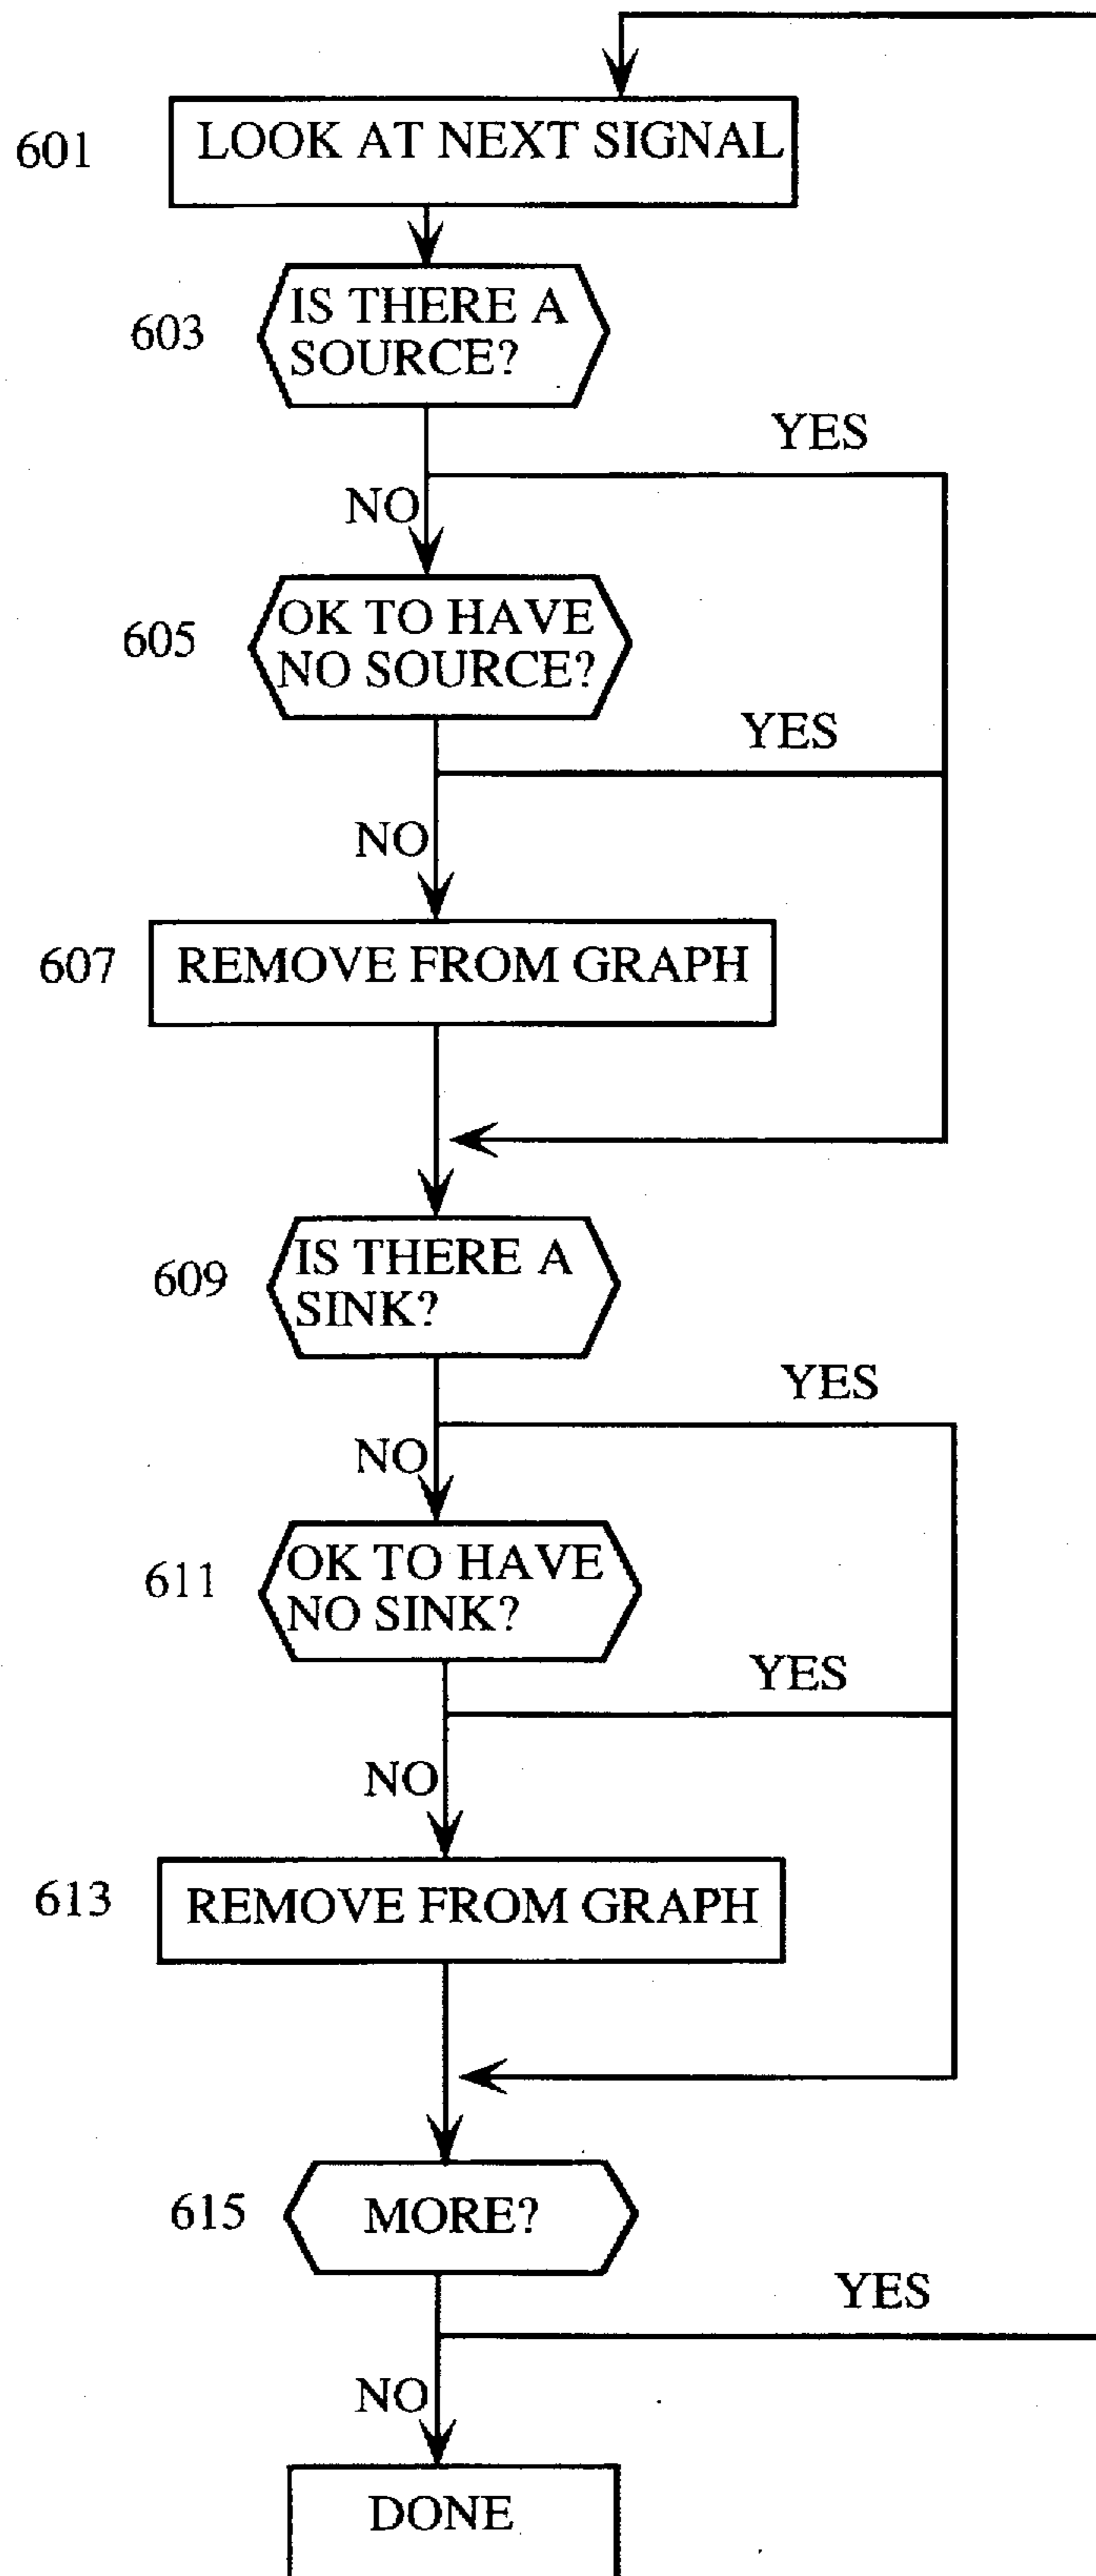 601
LOOK AT NEXT SIGNAL
603
IS THERE A
SOURCE?
YES
NO
605
OK TO HAVE
NO SOURCE?
YES
NO
607
REMOVE FROM GRAPH
609
IS THERE A
SINK?
YES
NO
611
OK TO HAVE
NO SINK?
YES
NO
613
REMOVE FROM GRAPH
615
MORE?
YES
NO
DONE